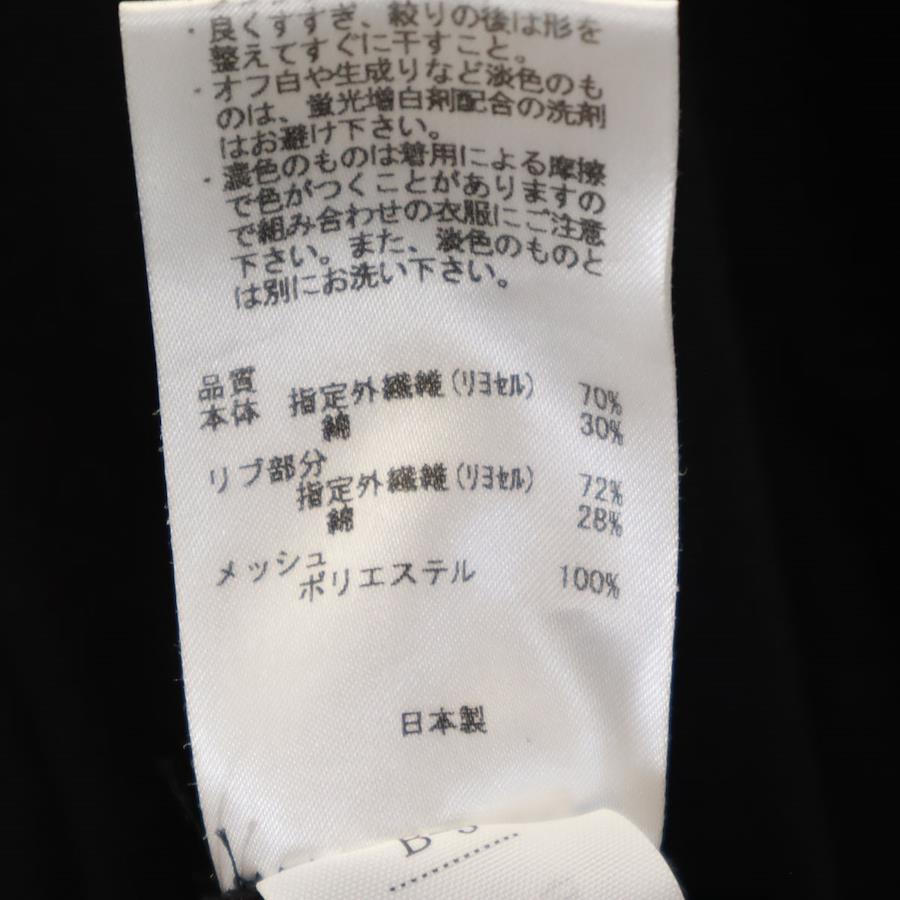 良くすすぎ、絞りの後は形を
整えてすぐに干すこと。
・オフ白や生成りなど淡色のも
のは、蛍光増白剤配合の洗剤
はお避け下さい。
・濃色のものは着用による摩擦
で色がつくことがありますの
で組み合わせの衣服にご注意
下さい。また、淡色のものと
は別にお洗い下さい。
品質
本体 指定外繊維(リヨセル) 70%
綿 30%
リブ部分
指定外繊維(リヨセル) 72%
綿 28%
メッシュ
ポリエステル 100%
日本製